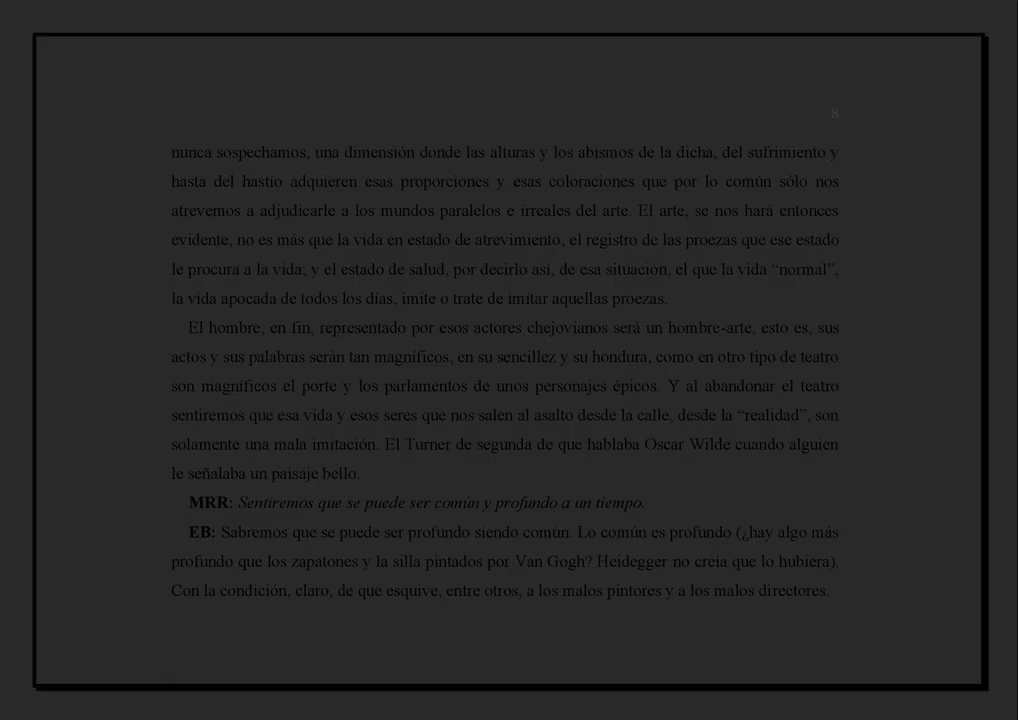 8
nunca sospechamos, una dimensión donde las alturas y los abismos de la dicha, del sufrimiento y
hasta del hastío adquieren esas proporciones y esas coloraciones que por lo común sólo nos
atrevemos a adjudicarle a los mundos paralelos e irreales del arte. El arte, se nos hará entonces
evidente, no es más que la vida en estado de atrevimiento, el registro de las proezas que ese estado
le procura a la vida; y el estado de salud, por decirlo así, de esa situación, el que la vida “normal”,
la vida apocada de todos los días, imite o trate de imitar aquellas proezas.
El hombre, en fin, representado por esos actores chejovianos será un hombre-arte, esto es, sus
actos y sus palabras serán tan magníficos, en su sencillez y su hondura, como en otro tipo de teatro
son magníficos el porte y los parlamentos de unos personajes épicos. Y al abandonar el teatro
sentiremos que esa vida y esos seres que nos salen al asalto desde la calle, desde la “realidad”, son
solamente una mala imitación. El Turner de segunda de que hablaba Oscar Wilde cuando alguien
le señalaba un paisaje bello.
MRR: Sentiremos que se puede ser común y profundo a un tiempo.
EB: Sabremos que se puede ser profundo siendo común. Lo común es profundo (¿hay algo más
profundo que los zapatones y la silla pintados por Van Gogh? Heidegger no creía que lo hubiera).
Con la condición, claro, de que esquive, entre otros, a los malos pintores y a los malos directores.